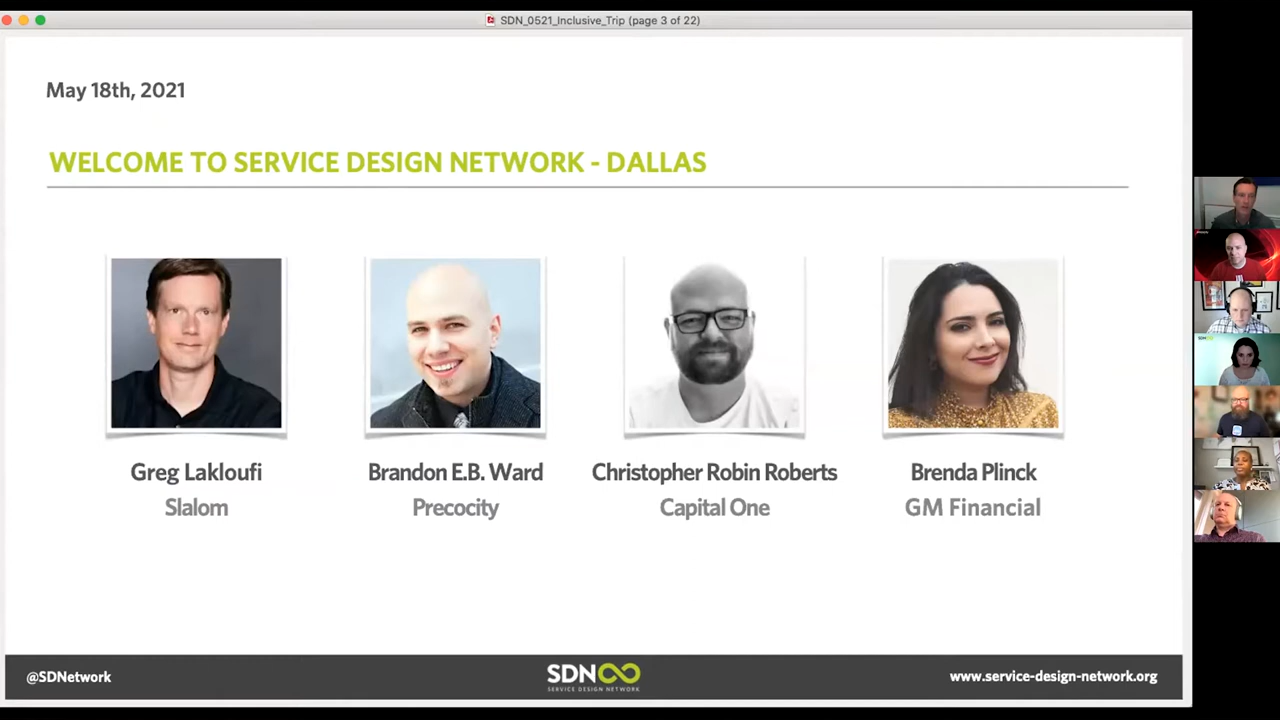 SDN_0521_Inclusive_Trip (page 3 of 22)
May 18th, 2021
WELCOME TO SERVICE DESIGN NETWORK - DALLAS
Greg Lakloufi
Slalom
Brandon E.B. Ward
Precocity
Christopher Robin Roberts
Capital One
Brenda Plinck
GM Financial
@SDNetwork
SDN
SERVICE DESIGN NETWORK
www.service-design-network.org
SDN